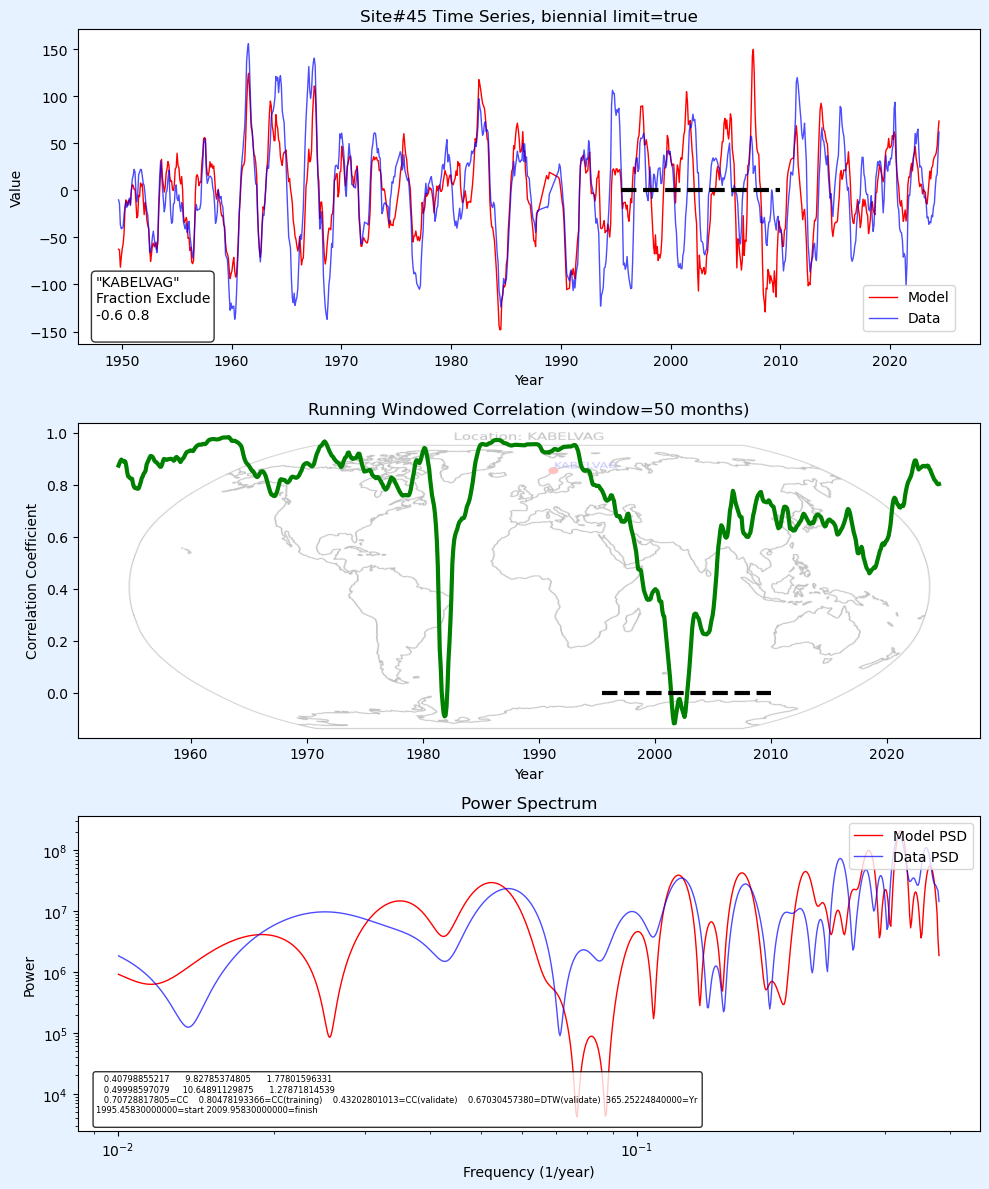 Site#45 Time Series, biennial limit=true
150
100
50
0
−50
−100
−150
Value
"KABELVAG"
Fraction Exclude
-0.6 0.8
Model
Data
1950 1960 1970 1980 1990 2000 2010 2020
Year
Running Windowed Correlation (window=50 months)
Location: KABELVAG
KABELVAG
1.0
0.8
0.6
0.4
0.2
0.0
Correlation Coefficient
1960 1970 1980 1990 2000 2010 2020
Year
Power Spectrum
Model PSD
Data PSD
10⁸
10⁷
10⁶
10⁵
10⁴
Power
0.40798855217 9.82785374805 1.77801596331
0.49998597079 10.64891129875 1.27871814539
0.70728817805=CC 0.80478193366=CC(training) 0.43202801013=CC(validate) 0.67030457380=DTW(validate) 365.25224840000=Yr
1995.45830000000=start 2009.95830000000=finish
10⁻² 10⁻¹
Frequency (1/year)